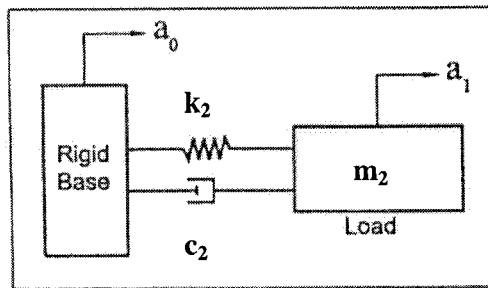 a₀
k₂
a₁
Rigid
Base
m₂
Load
c₂